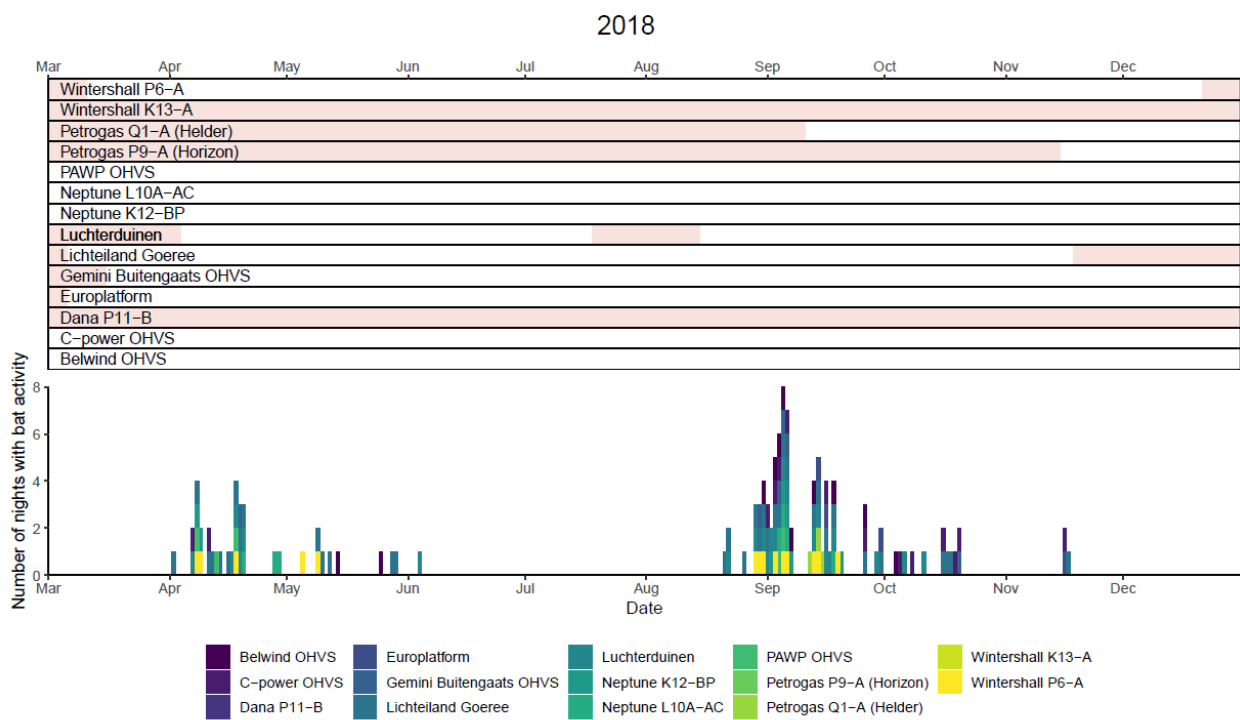 2018
Mar Apr May Jun Jul Aug Sep Oct Nov Dec
Wintershall P6−A
Wintershall K13−A
Petrogas Q1−A (Helder)
Petrogas P9−A (Horizon)
PAWP OHVS
Neptune L10A−AC
Neptune K12−BP
Luchterduinen
Lichteiland Goeree
Gemini Buitengaats OHVS
Europlatform
Dana P11−B
C−power OHVS
Belwind OHVS
Number of nights with bat activity
8
6
4
2
0
Mar Apr May Jun Jul Aug Sep Oct Nov Dec
Date
Belwind OHVS Europlatform Luchterduinen PAWP OHVS Wintershall K13−A
C−power OHVS Gemini Buitengaats OHVS Neptune K12−BP Petrogas P9−A (Horizon) Wintershall P6−A
Dana P11−B Lichteiland Goeree Neptune L10A−AC Petrogas Q1−A (Helder)